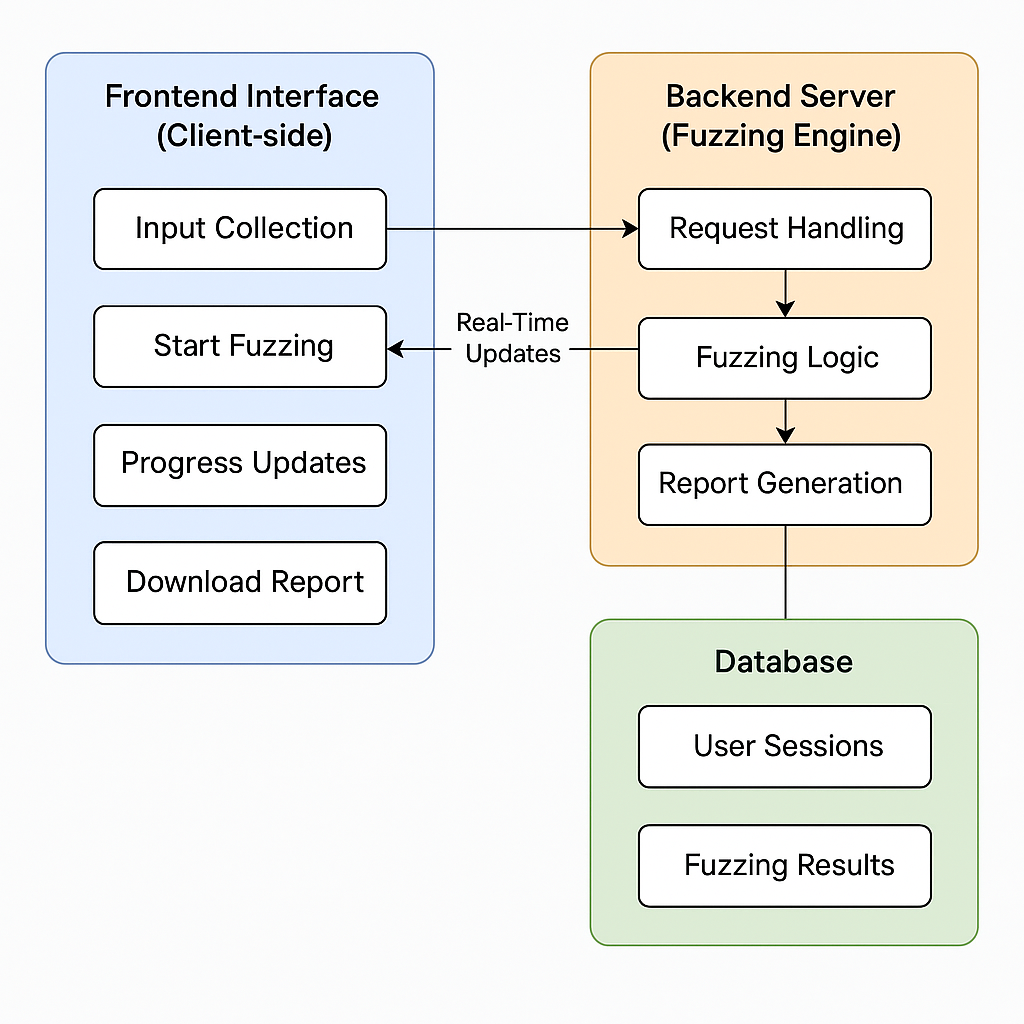 Frontend Interface
(Client-side)
Input Collection
Start Fuzzing
Progress Updates
Download Report
Real-Time
Updates
Backend Server
(Fuzzing Engine)
Request Handling
Fuzzing Logic
Report Generation
Database
User Sessions
Fuzzing Results